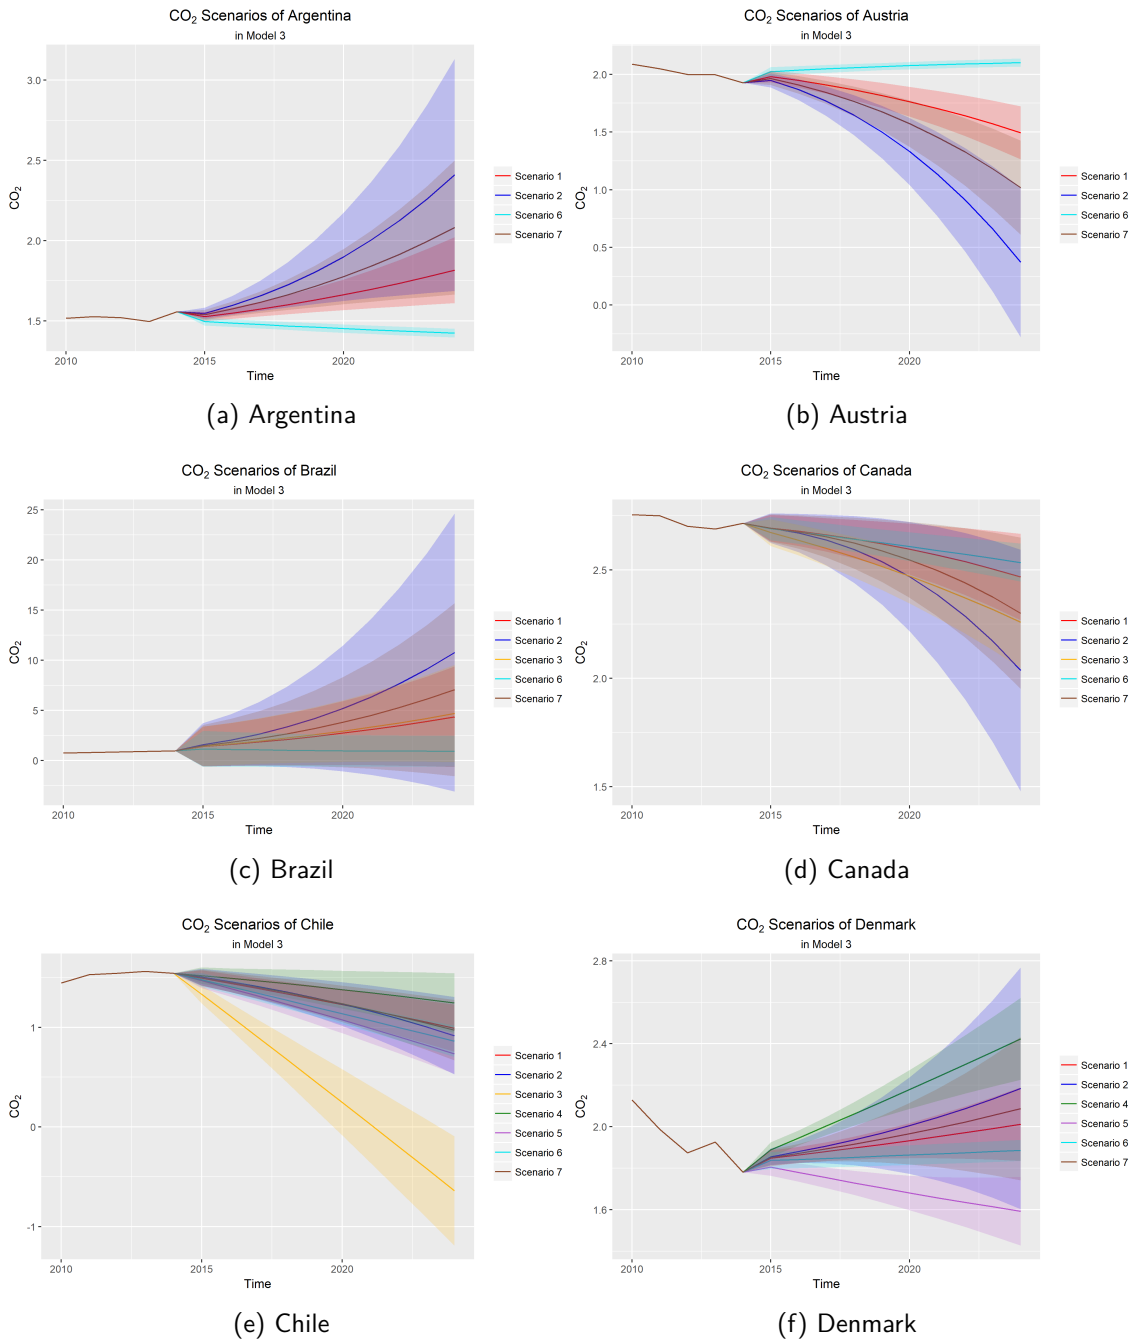 CO2 Scenarios of Argentina
in Model 3
CO2
3.0
2.5
2.0
1.5
2010
2015
2020
Time
Scenario 1
Scenario 2
Scenario 6
Scenario 7
(a) Argentina
CO2 Scenarios of Austria
in Model 3
CO2
2.0
1.5
1.0
0.5
0.0
2010
2015
2020
Time
Scenario 1
Scenario 2
Scenario 6
Scenario 7
(b) Austria
CO2 Scenarios of Brazil
in Model 3
CO2
25
20
15
10
5
0
2010
2015
2020
Time
Scenario 1
Scenario 2
Scenario 3
Scenario 6
Scenario 7
(c) Brazil
CO2 Scenarios of Canada
in Model 3
CO2
2.5
2.0
1.5
2010
2015
2020
Time
Scenario 1
Scenario 2
Scenario 3
Scenario 6
Scenario 7
(d) Canada
CO2 Scenarios of Chile
in Model 3
CO2
1
0
-1
2010
2015
2020
Time
Scenario 1
Scenario 2
Scenario 3
Scenario 4
Scenario 5
Scenario 6
Scenario 7
(e) Chile
CO2 Scenarios of Denmark
in Model 3
CO2
2.8
2.4
2.0
1.6
2010
2015
2020
Time
Scenario 1
Scenario 2
Scenario 4
Scenario 5
Scenario 6
Scenario 7
(f) Denmark